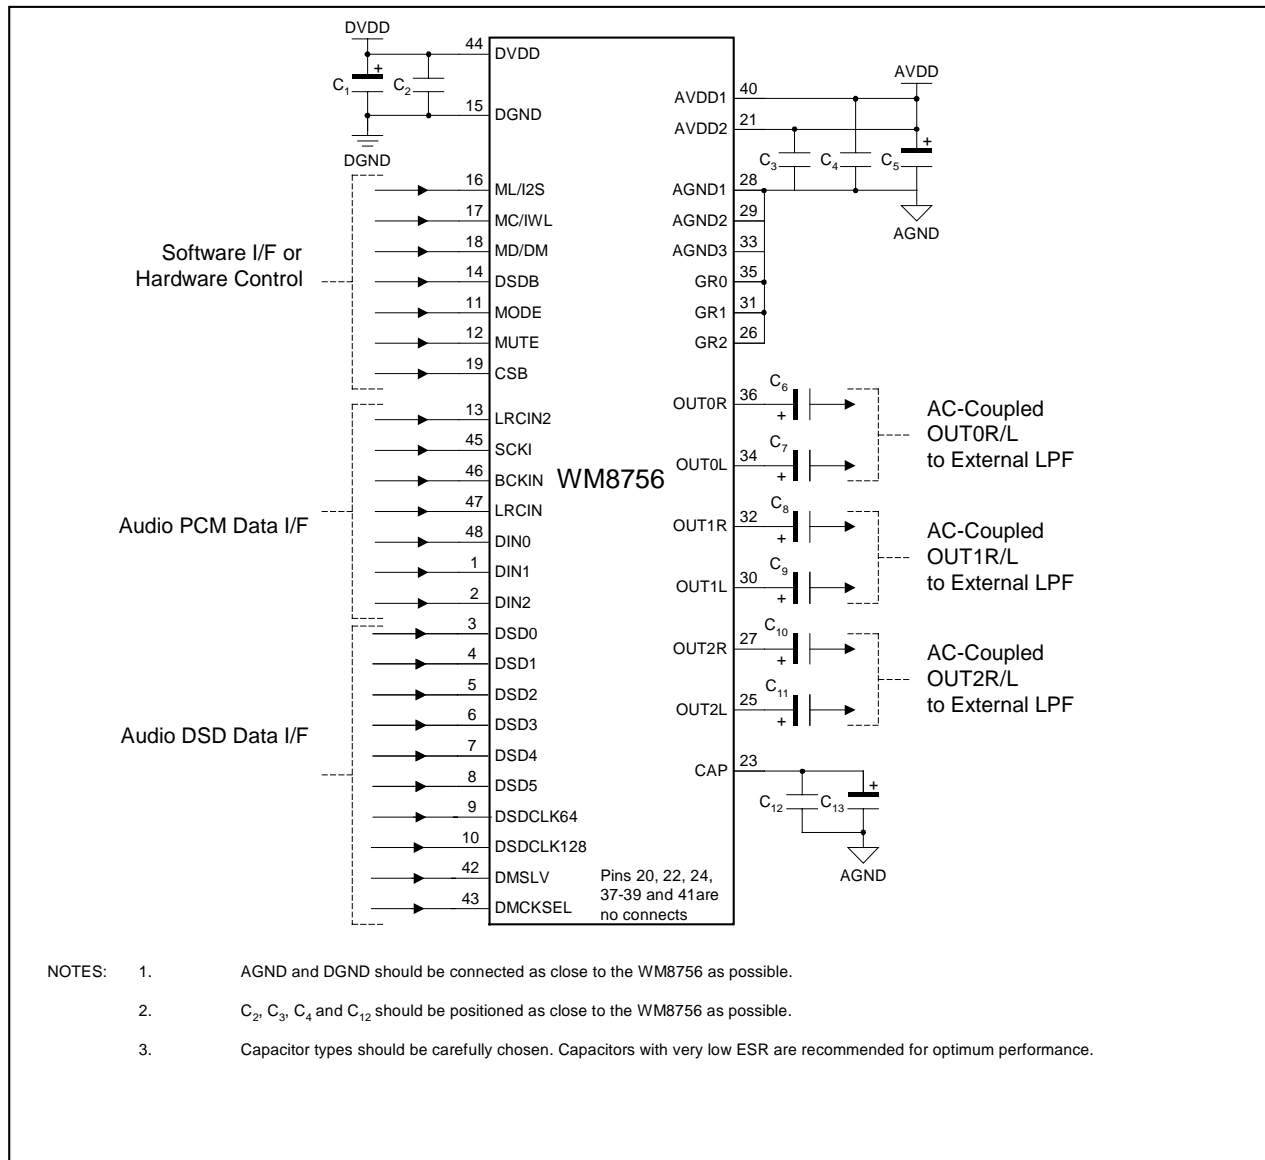 DVDD
44 DVDD
C1 +
C2
15 DGND
DGND
16 ML/I2S
17 MC/IWL
18 MD/DM
14 DSDB
11 MODE
12 MUTE
19 CSB
Software I/F or
Hardware Control
13 LRCIN2
45 SCKI
46 BCKIN
47 LRCIN
48 DIN0
1 DIN1
2 DIN2
Audio PCM Data I/F
3 DSD0
4 DSD1
5 DSD2
6 DSD3
7 DSD4
8 DSD5
9 DSDCLK64
10 DSDCLK128
42 DMSLV
43 DMCKSEL
Audio DSD Data I/F
WM8756
Pins 20, 22, 24,
37-39 and 41are
no connects
AVDD
AVDD1 40
AVDD2 21
C3
C4
C5 +
AGND1 28
AGND2 29
AGND3 33
GR0 35
GR1 31
GR2 26
AGND
OUT0R 36 C6 +
OUT0L 34 C7 +
AC-Coupled
OUT0R/L
to External LPF
OUT1R 32 C8 +
OUT1L 30 C9 +
AC-Coupled
OUT1R/L
to External LPF
OUT2R 27 C10 +
OUT2L 25 C11 +
AC-Coupled
OUT2R/L
to External LPF
CAP 23
C12
C13 +
AGND
NOTES: 1. AGND and DGND should be connected as close to the WM8756 as possible.
2. C2, C3, C4 and C12 should be positioned as close to the WM8756 as possible.
3. Capacitor types should be carefully chosen. Capacitors with very low ESR are recommended for optimum performance.